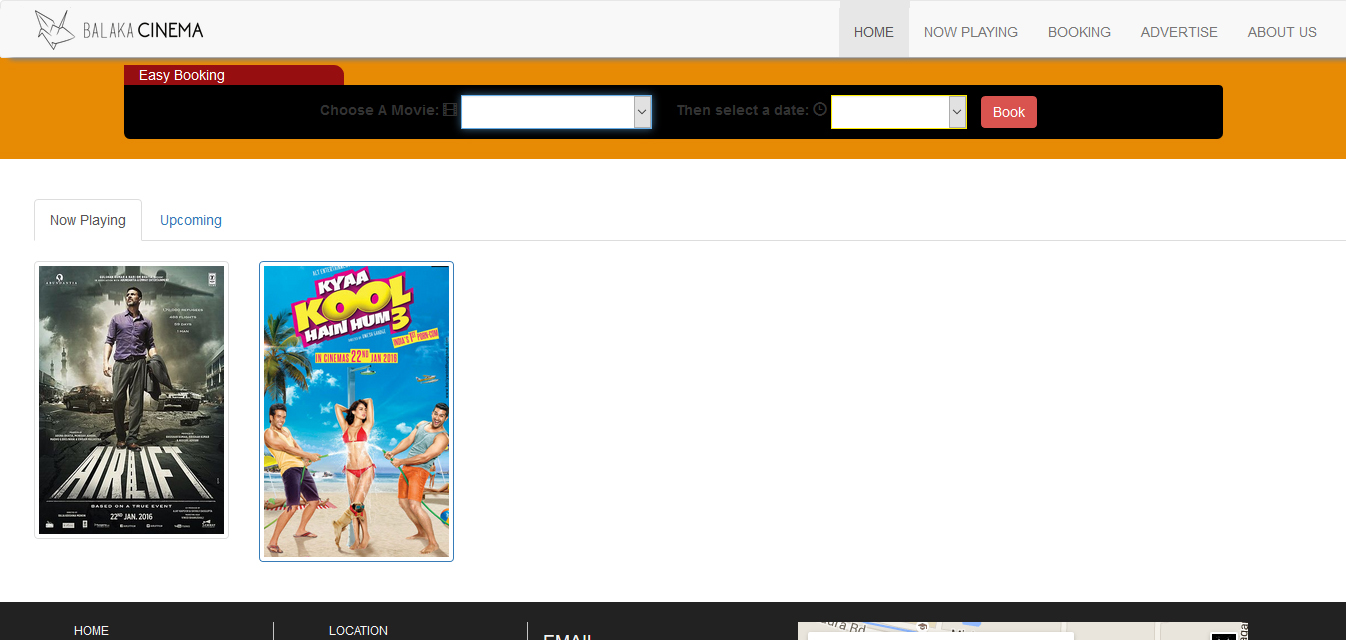 BALAKA CINEMA
HOME
NOW PLAYING
BOOKING
ADVERTISE
ABOUT US
Easy Booking
Choose A Movie:
Then select a date:
Book
Now Playing
Upcoming
AIRLIFT
BASED ON A TRUE EVENT
22ND JAN. 2016
KYAA
KOOL
HAIN HUM 3
INDIA'S 1ST PORN-COM
IN CINEMAS 22ND JAN 2016
HOME
LOCATION
EMAIL